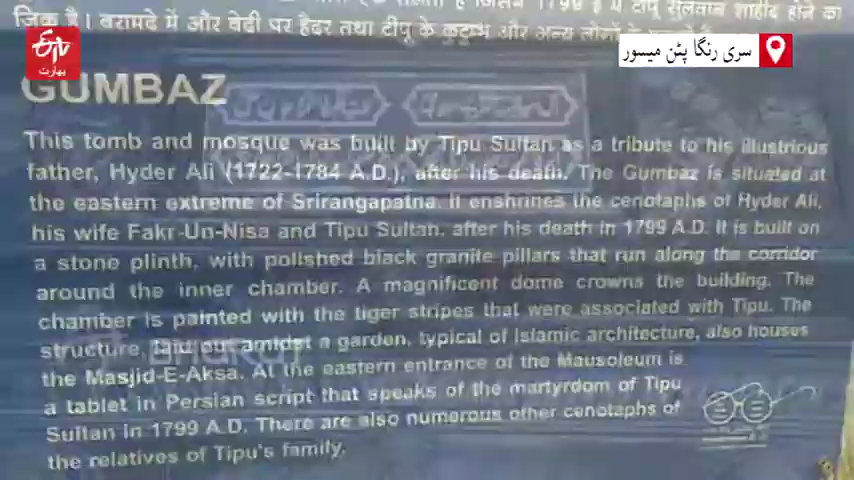 में टीपू सुलतान शहीद होने का
ज़िक्र है। बरामदे में और वेदी पर हैदर तथा टीपू के कुटुम्ब और अन्य लोगों के
etv
بھارت
سری رنگا پٹن میسور
GUMBAZ
This tomb and mosque was built by Tipu Sultan as a tribute to his illustrious
father, Hyder Ali (1722-1784 A.D.), after his death. The Gumbaz is situated at
the eastern extreme of Srirangapatna. It enshrines the cenotaphs of Hyder Ali,
his wife Fakr-Un-Nisa and Tipu Sultan, after his death in 1799 A.D. It is built on
a stone plinth, with polished black granite pillars that run along the corridor
around the inner chamber. A magnificent dome crowns the building. The
chamber is painted with the tiger stripes that were associated with Tipu. The
structure, laid out amidst a garden, typical of Islamic architecture, also houses
the Masjid-E-Aksa. At the eastern entrance of the Mausoleum is
a tablet in Persian script that speaks of the martyrdom of Tipu
Sultan in 1799 A.D. There are also numerous other cenotaphs of
the relatives of Tipu's family.